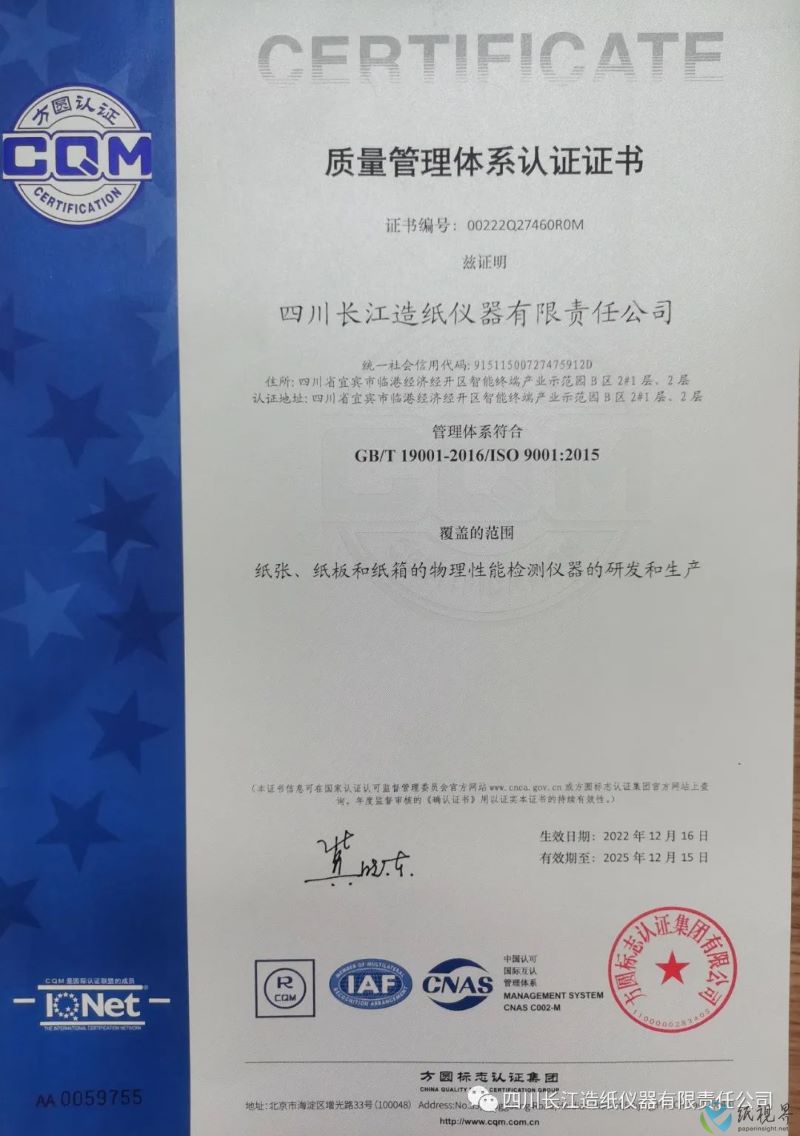 CERTIFICATE
方圆认证
CQM
CERTIFICATION
质量管理体系认证证书
证书编号：00222Q27460R0M
兹证明
四川长江造纸仪器有限责任公司
统一社会信用代码:91511500727475912D
住所:四川省宜宾市临港经济经开区智能终端产业示范园B区2#1层、2层
认证地址:四川省宜宾市临港经济经开区智能终端产业示范园B区2#1层、2层
管理体系符合
GB/T 19001-2016/ISO 9001:2015
覆盖的范围
纸张、纸板和纸箱的物理性能检测仪器的研发和生产
(本证书信息可在国家认证认可监督管理委员会官方网站www.cnca.gov.cn或方圆标志认证集团官方网站上查
询。年度监督审核的《确认证书》用以证实本证书的持续有效性。)
生效日期：2022年12月16日
有效期至：2025年12月15日
CQM是国际认证联盟的成员
IQNet
THE INTERNATIONAL CERTIFICATION NETWORK
AA 0059755
R
CQM
MEMBER OF MULTILATERAL
IAF
RECOGNITION ARRANGEMENT
CNAS
中国认可
国际互认
管理体系
MANAGEMENT SYSTEM
CNAS C002-M
方圆标志认证集团有限公司
1100000283405
方圆标志认证集团
CHINA QUALITY CERTIFICATION GROUP
地址:北京市海淀区增光路33号(100048) Address:No.33
http://www.cqm.com.cn
四川长江造纸仪器有限责任公司
纸视界
paperinsight.net